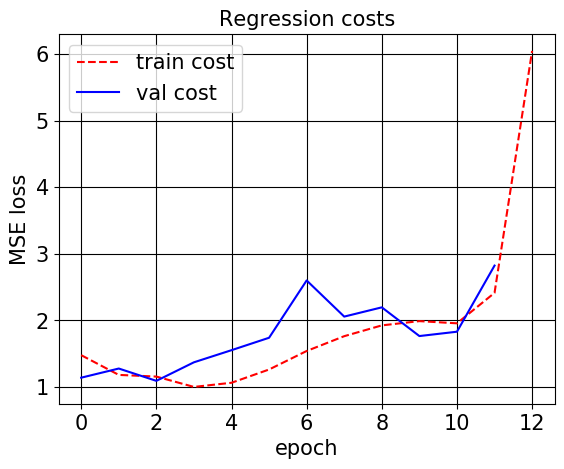 Regression costs
train cost
val cost
MSE loss
6
5
4
3
2
1
0 2 4 6 8 10 12
epoch